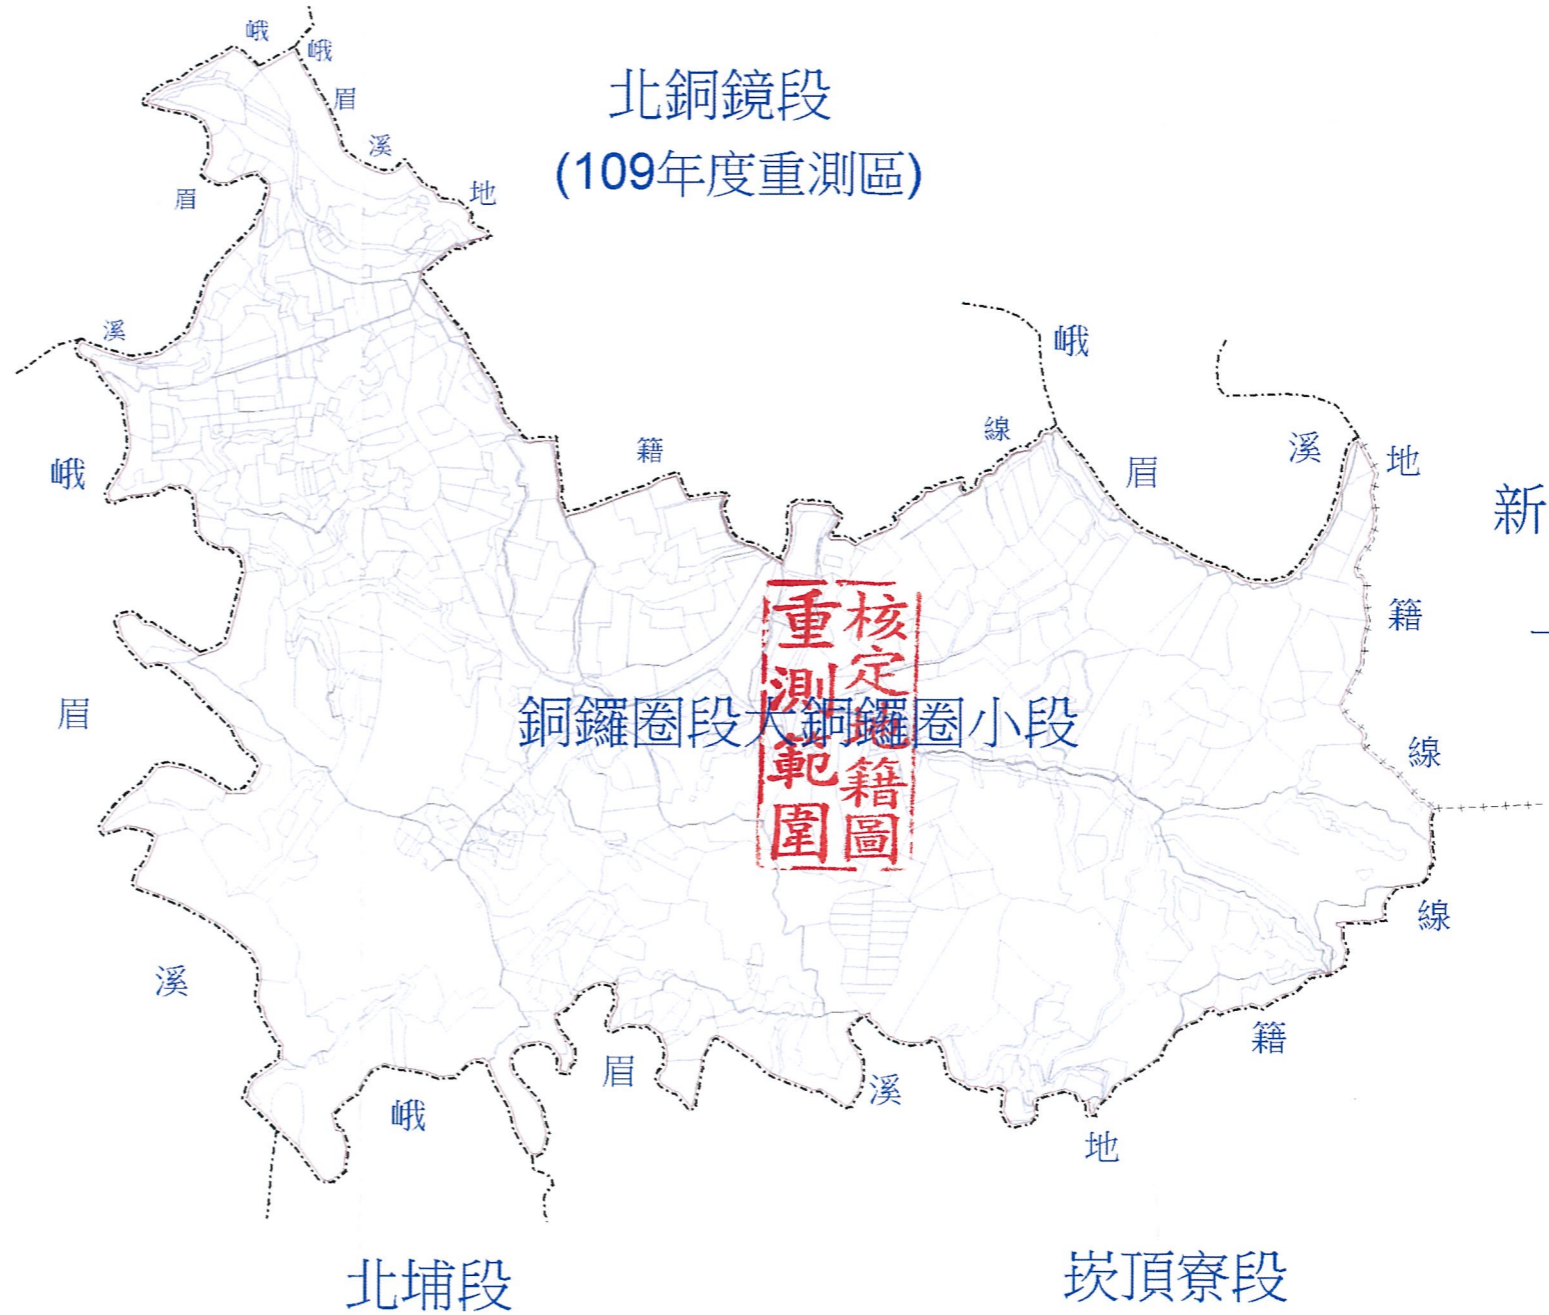 北銅鏡段
(109年度重測區)
峨
眉
溪
峨
眉
溪
地
籍
線
峨
眉
溪
地
籍
線
新
峨
眉
溪
峨
眉
溪
地
籍
線
銅鑼圈段大銅鑼圈小段
核定地籍圖
重測範圍
北埔段
崁頂寮段